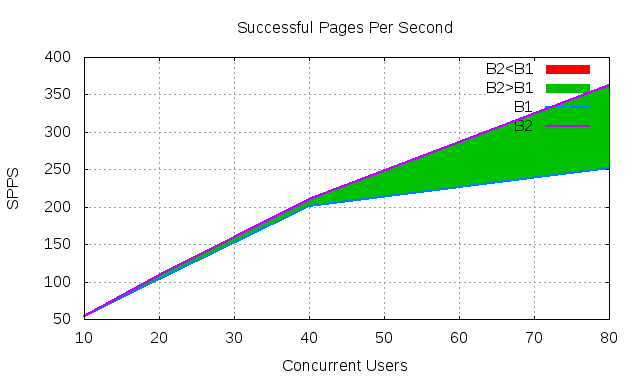 Successful Pages Per Second
400
350
300
250
200
150
100
50
SPPS
B2<B1
B2>B1
B1
B2
10 20 30 40 50 60 70 80
Concurrent Users